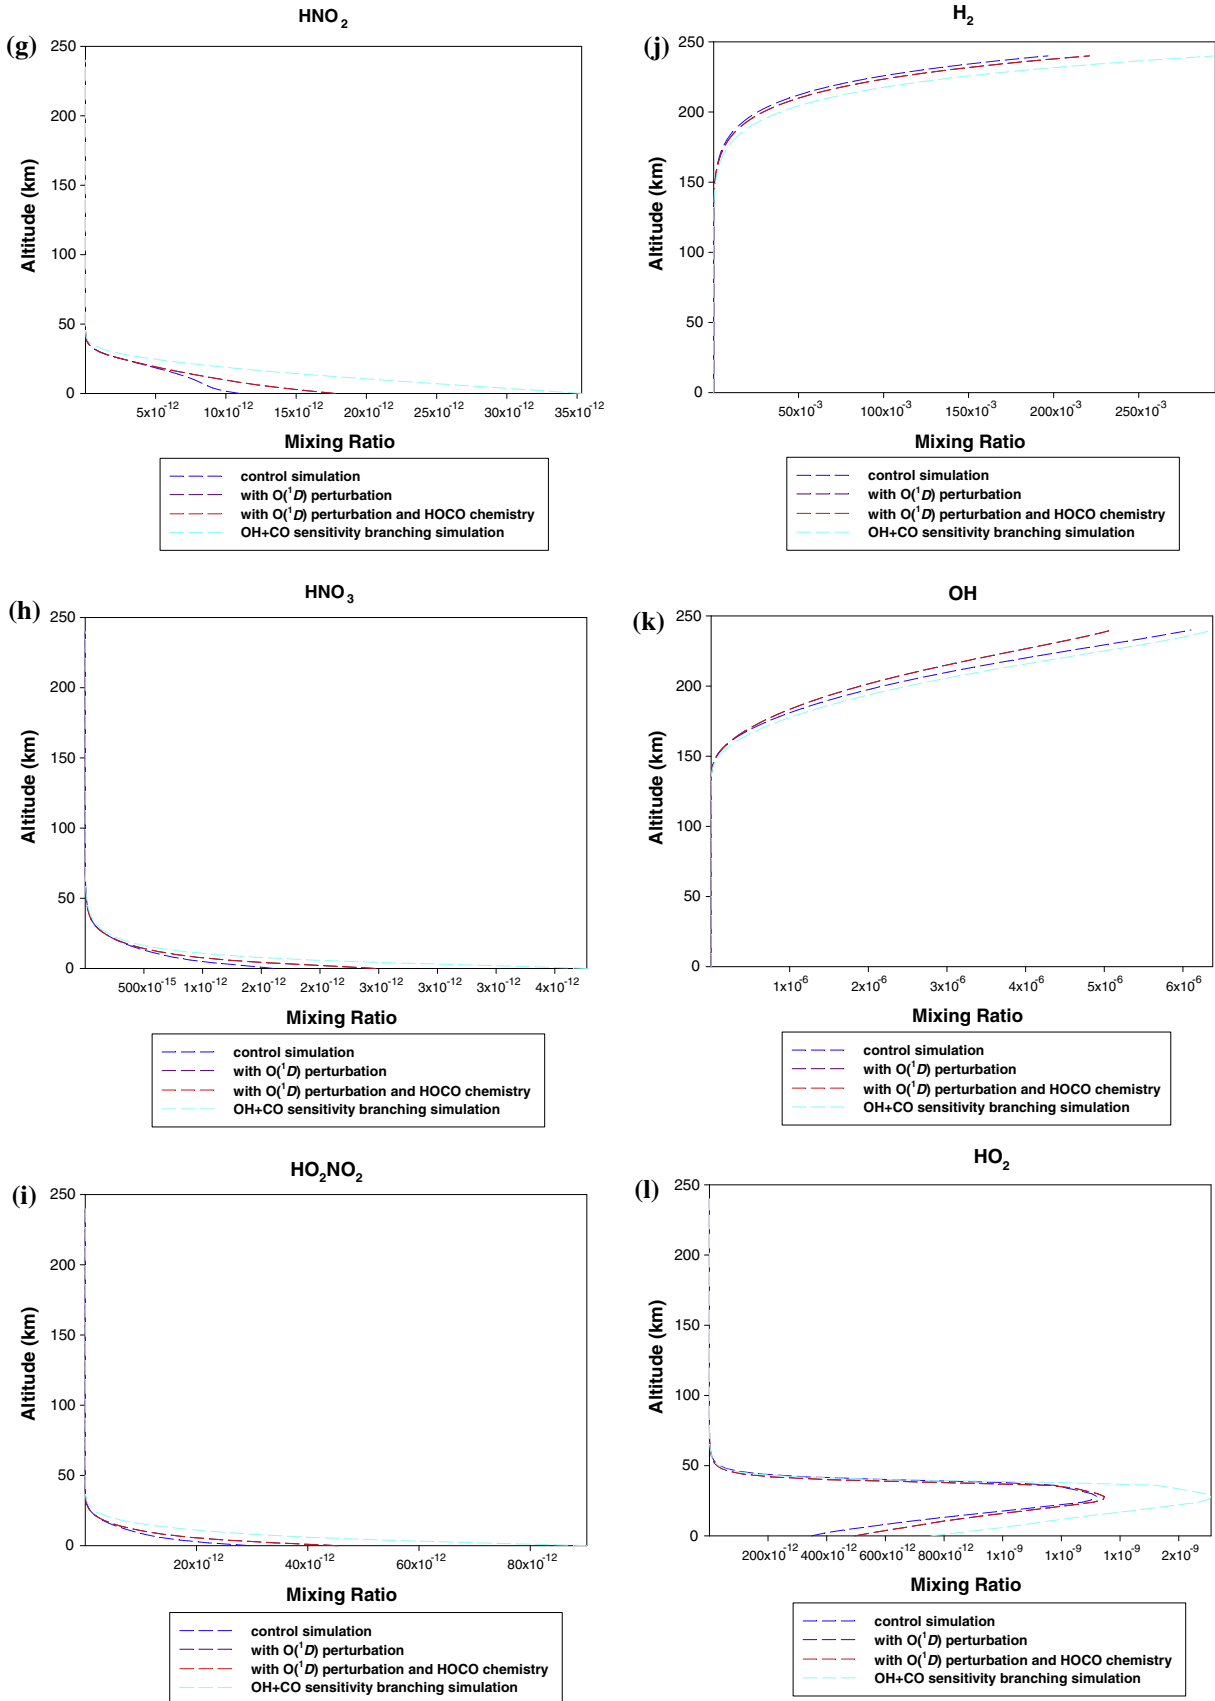 (g)
HNO2
250
200
150
100
50
0
Altitude (km)
5x10-12 10x10-12 15x10-12 20x10-12 25x10-12 30x10-12 35x10-12
Mixing Ratio
control simulation
with O(1D) perturbation
with O(1D) perturbation and HOCO chemistry
OH+CO sensitivity branching simulation
(j)
H2
250
200
150
100
50
0
Altitude (km)
50x10-3 100x10-3 150x10-3 200x10-3 250x10-3
Mixing Ratio
control simulation
with O(1D) perturbation
with O(1D) perturbation and HOCO chemistry
OH+CO sensitivity branching simulation
(h)
HNO3
250
200
150
100
50
0
Altitude (km)
500x10-15 1x10-12 2x10-12 2x10-12 3x10-12 3x10-12 3x10-12 4x10-12
Mixing Ratio
control simulation
with O(1D) perturbation
with O(1D) perturbation and HOCO chemistry
OH+CO sensitivity branching simulation
(k)
OH
250
200
150
100
50
0
Altitude (km)
1x10-6 2x10-6 3x10-6 4x10-6 5x10-6 6x10-6
Mixing Ratio
control simulation
with O(1D) perturbation
with O(1D) perturbation and HOCO chemistry
OH+CO sensitivity branching simulation
(i)
HO2NO2
250
200
150
100
50
0
Altitude (km)
20x10-12 40x10-12 60x10-12 80x10-12
Mixing Ratio
control simulation
with O(1D) perturbation
with O(1D) perturbation and HOCO chemistry
OH+CO sensitivity branching simulation
(l)
HO2
250
200
150
100
50
0
Altitude (km)
200x10-12 400x10-12 600x10-12 800x10-12 1x10-9 1x10-9 1x10-9 2x10-9
Mixing Ratio
control simulation
with O(1D) perturbation
with O(1D) perturbation and HOCO chemistry
OH+CO sensitivity branching simulation